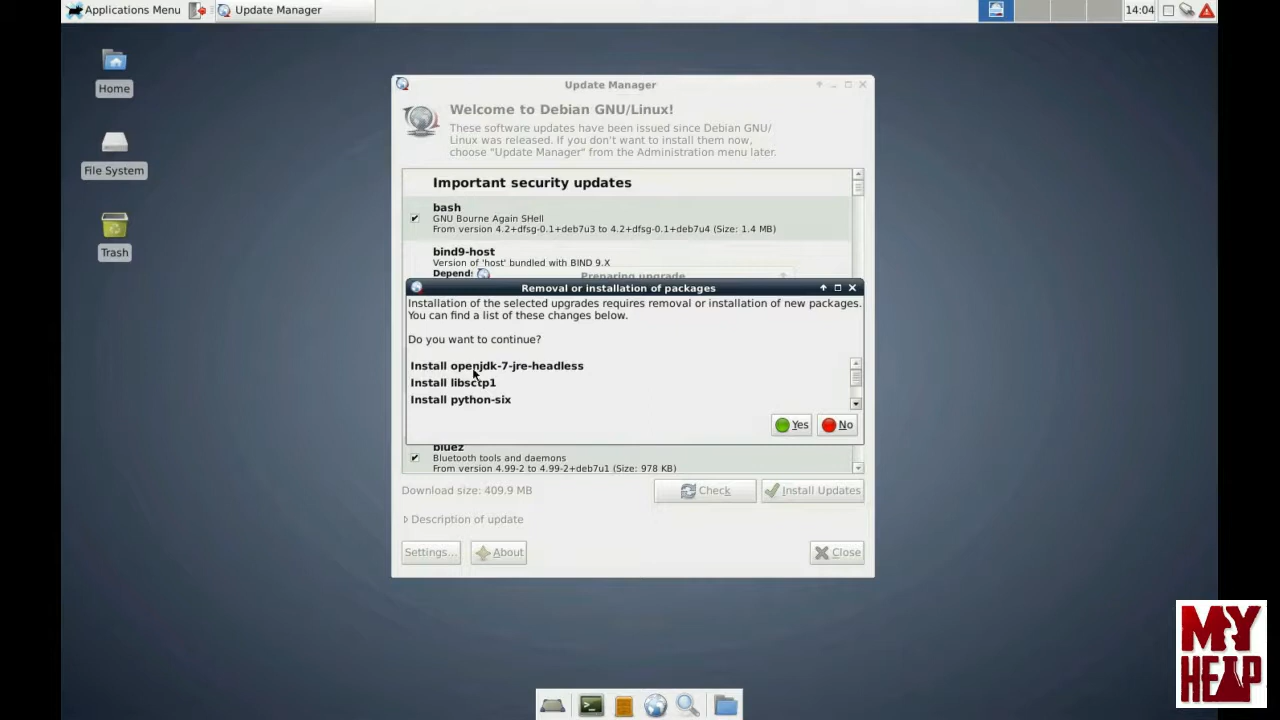 Applications Menu
Update Manager
14:04
Home
File System
Trash
Update Manager
Welcome to Debian GNU/Linux!
These software updates have been issued since Debian GNU/
Linux was released. If you don't want to install them now,
choose "Update Manager" from the Administration menu later.
Important security updates
bash
GNU Bourne Again SHell
From version 4.2+dfsg-0.1+deb7u3 to 4.2+dfsg-0.1+deb7u4 (Size: 1.4 MB)
bind9-host
Version of 'host' bundled with BIND 9.X
Preparing upgrade
Removal or installation of packages
Installation of the selected upgrades requires removal or installation of new packages.
You can find a list of these changes below.
Do you want to continue?
Install openjdk-7-jre-headless
Install libsctp1
Install python-six
Yes
No
bluez
Bluetooth tools and daemons
From version 4.99-2 to 4.99-2+deb7u1 (Size: 978 KB)
Download size: 409.9 MB
Check
Install Updates
Description of update
Settings...
About
Close
MY
HELP